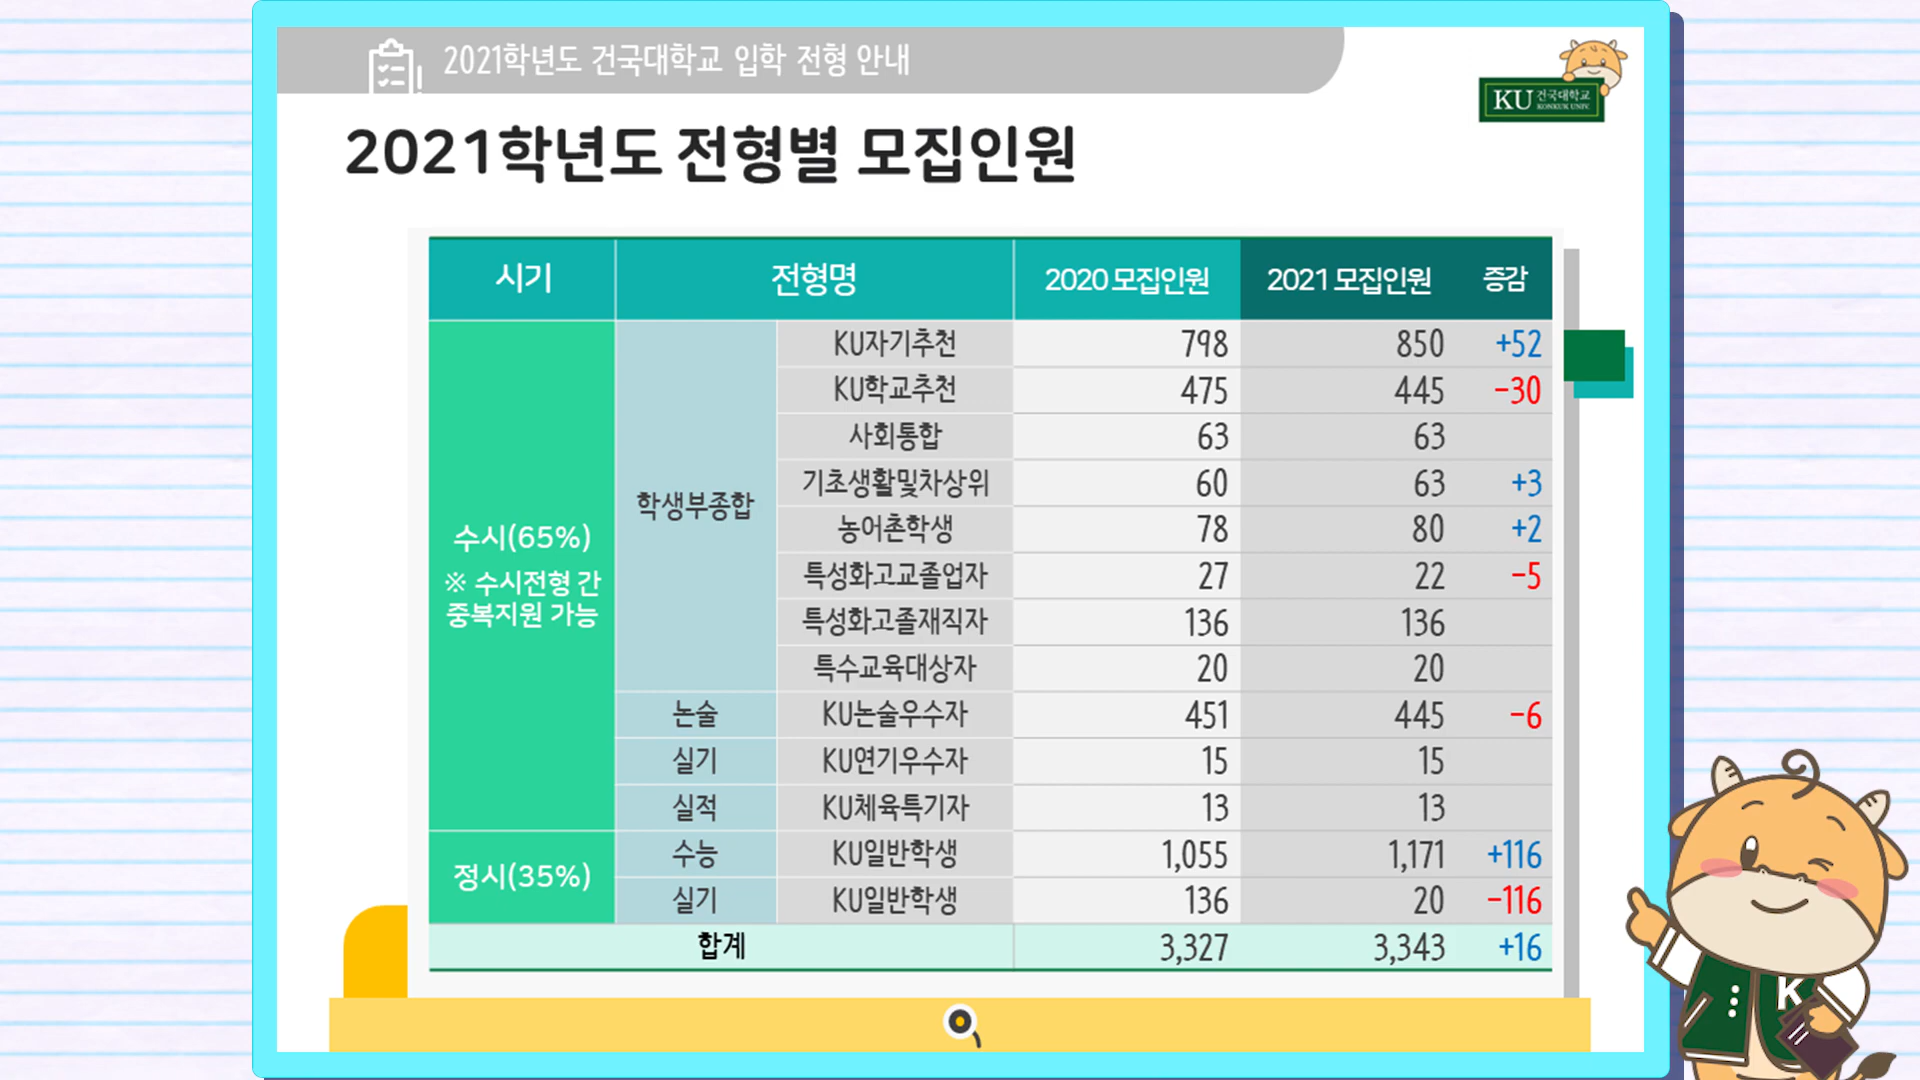 2021학년도 건국대학교 입학 전형 안내
KU 건국대학교
KONKUK UNIV.
2021학년도 전형별 모집인원
시기 전형명 2020 모집인원 2021 모집인원 증감
수시(65%)
※ 수시전형 간
중복지원 가능
학생부종합
KU자기추천 798 850 +52
KU학교추천 475 445 -30
사회통합 63 63
기초생활및차상위 60 63 +3
농어촌학생 78 80 +2
특성화고교졸업자 27 22 -5
특성화고졸재직자 136 136
특수교육대상자 20 20
논술 KU논술우수자 451 445 -6
실기 KU연기우수자 15 15
실적 KU체육특기자 13 13
정시(35%)
수능 KU일반학생 1,055 1,171 +116
실기 KU일반학생 136 20 -116
합계 3,327 3,343 +16
K